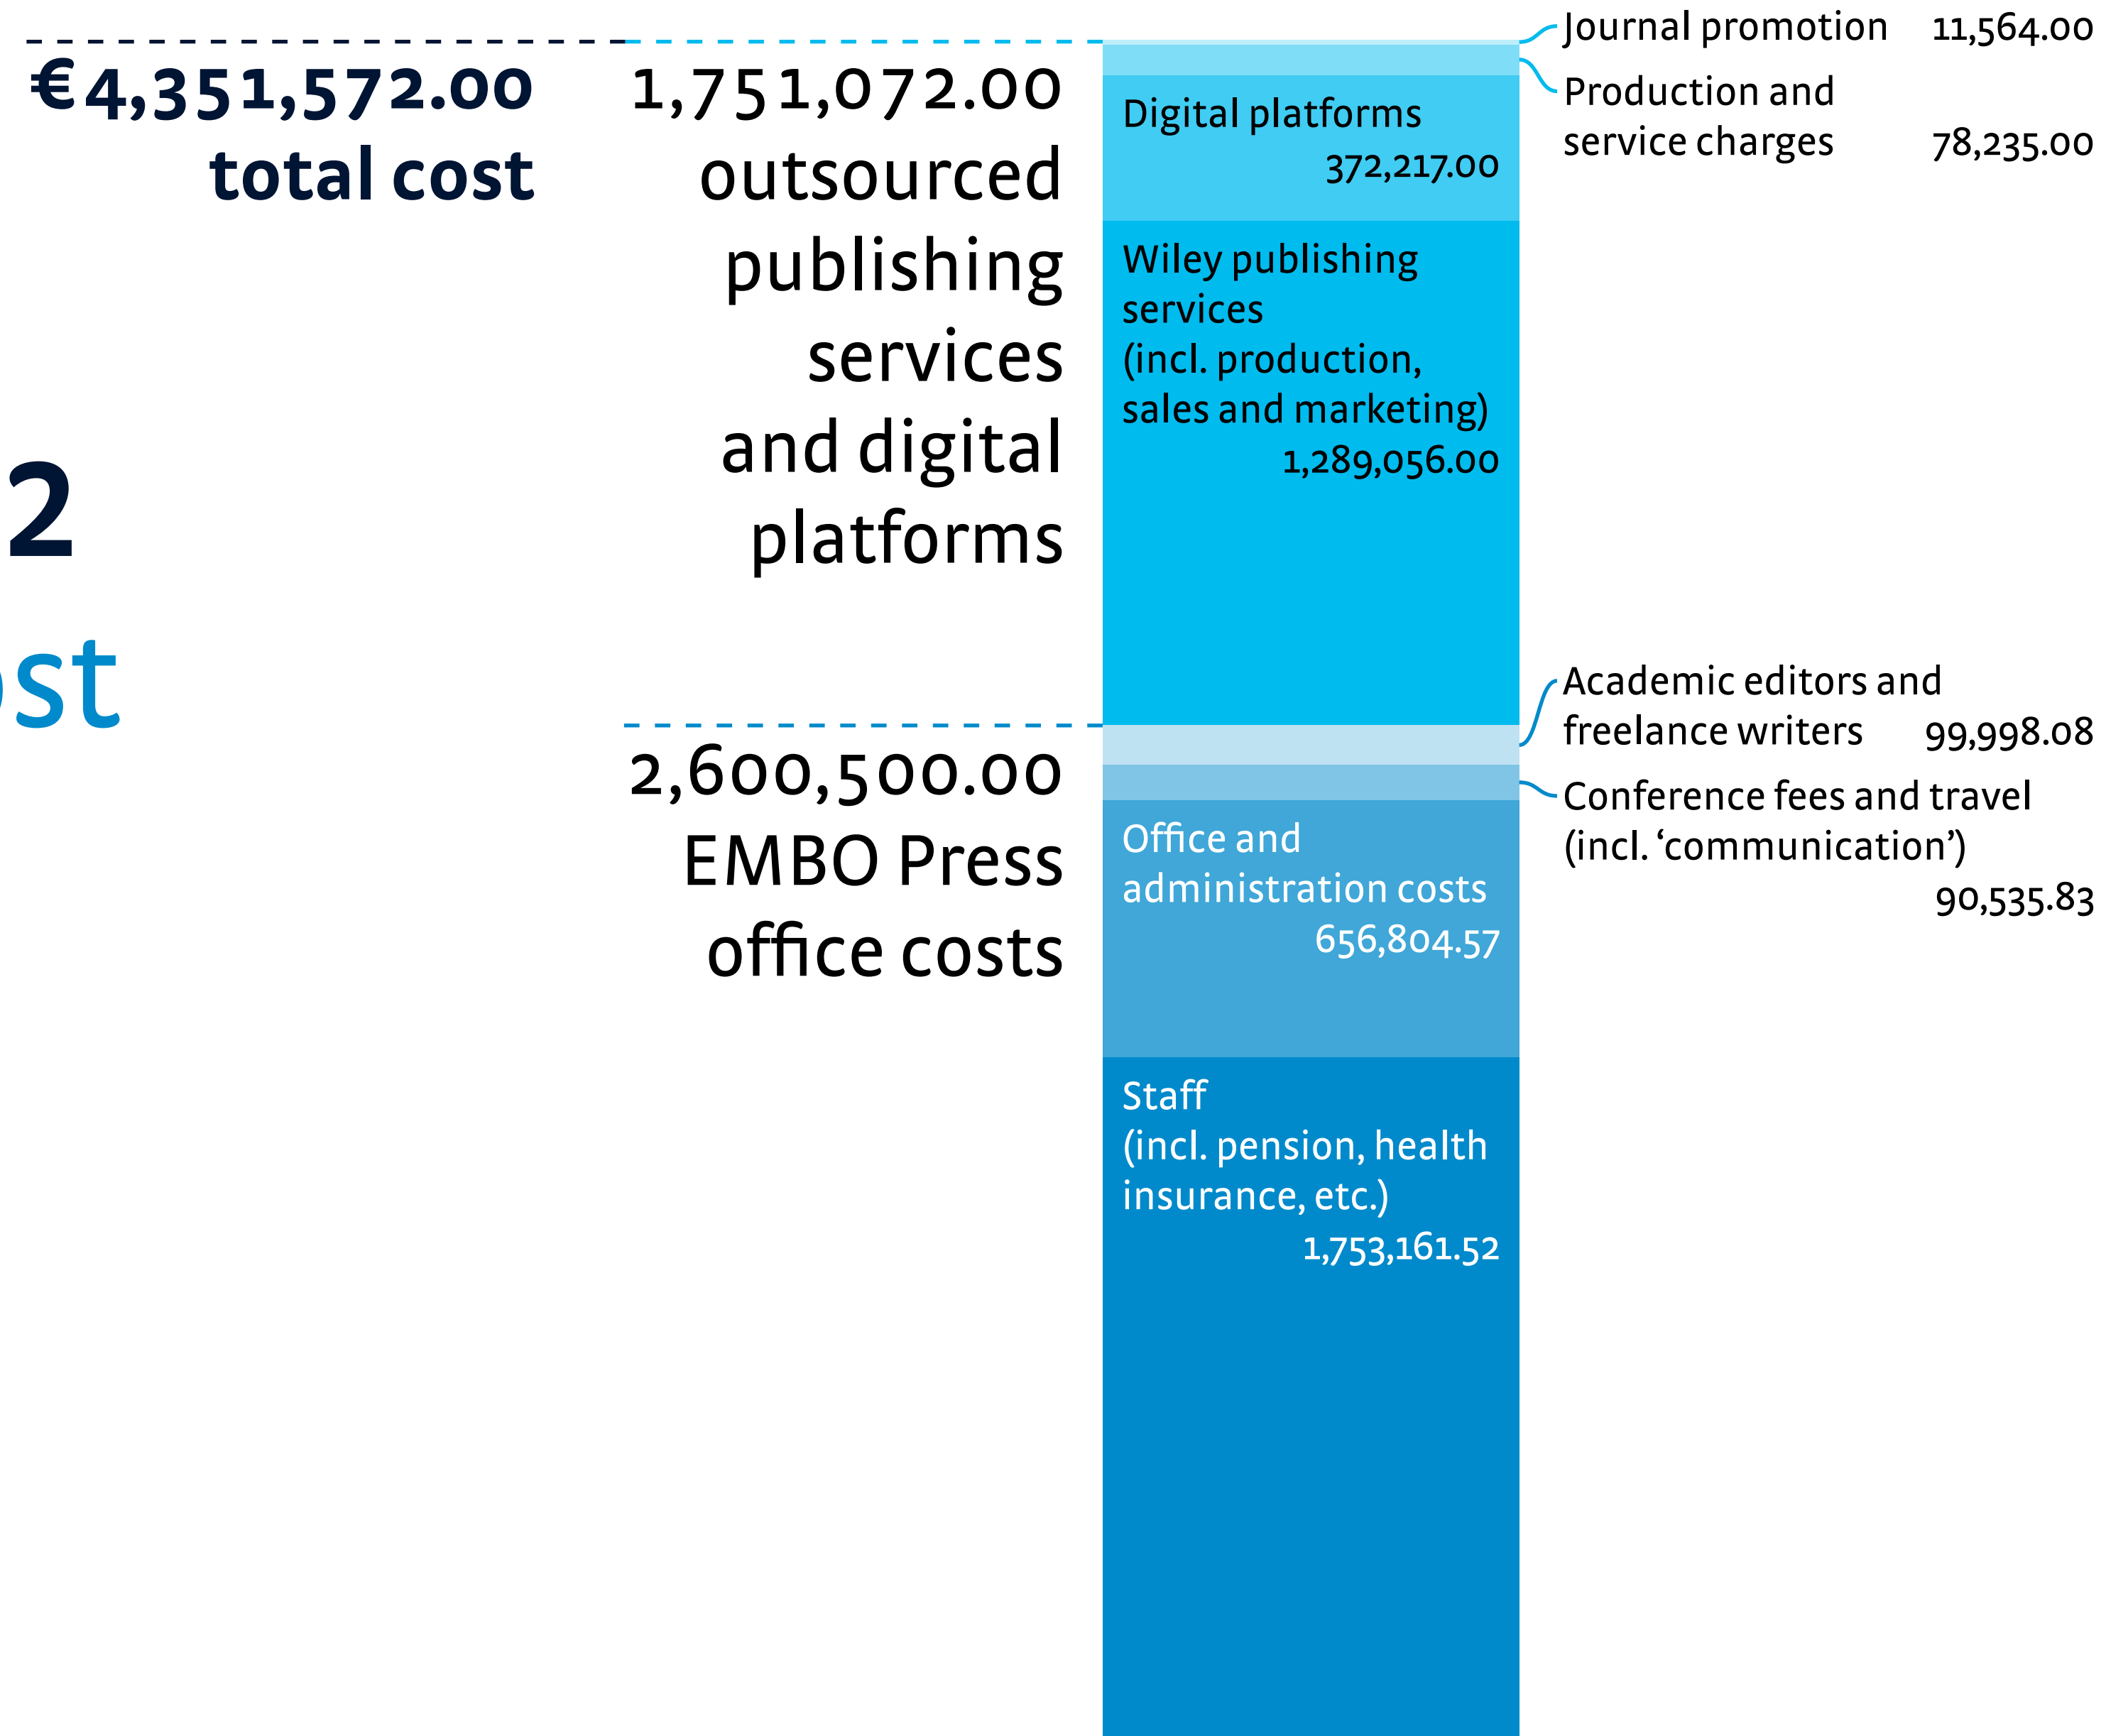 €4,351,572.00
total cost
2
ost
1,751,072.00
outsourced
publishing
services
and digital
platforms
2,600,500.00
EMBO Press
office costs
Digital platforms
372,217.00
Wiley publishing
services
(incl. production,
sales and marketing)
1,289,056.00
Office and
administration costs
656,804.57
Staff
(incl. pension, health
insurance, etc.)
1,753,161.52
Journal promotion 11,564.00
Production and
service charges 78,235.00
Academic editors and
freelance writers 99,998.08
Conference fees and travel
(incl. ‘communication’)
90,535.83